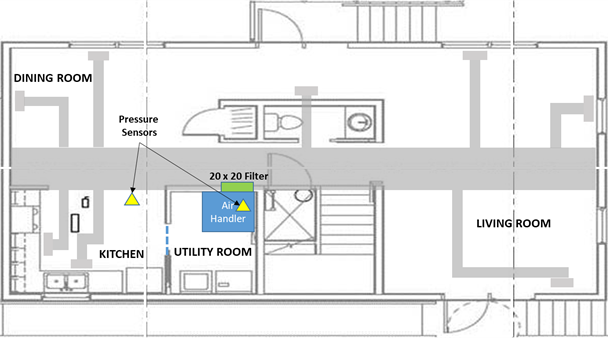 DINING ROOM
Pressure
Sensors
20 x 20 Filter
Air
Handler
KITCHEN
UTILITY ROOM
LIVING ROOM